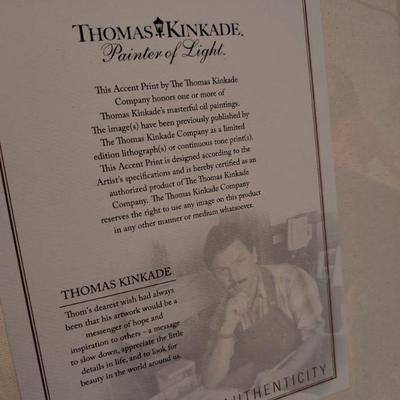 THOMAS KINKADE
Painter of Light
This Accent Print by The Thomas Kinkade
Company honors one or more of
Thomas Kinkade's masterful oil paintings.
The image(s) have been previously published by
The Thomas Kinkade Company as a limited
edition lithograph(s) or continuous tone print(s).
This Accent Print is designed according to the
Artist's specifications and is hereby certified as an
authorized product of The Thomas Kinkade
Company. The Thomas Kinkade Company
reserves the right to use any image on this product
in any other manner or medium whatsoever.
THOMAS KINKADE
Thom's dearest wish had always
been that his artwork would be a
messenger of hope and
inspiration to others - a message
to slow down, appreciate the little
details in life, and to look for
beauty in the world around us.
AUTHENTICITY